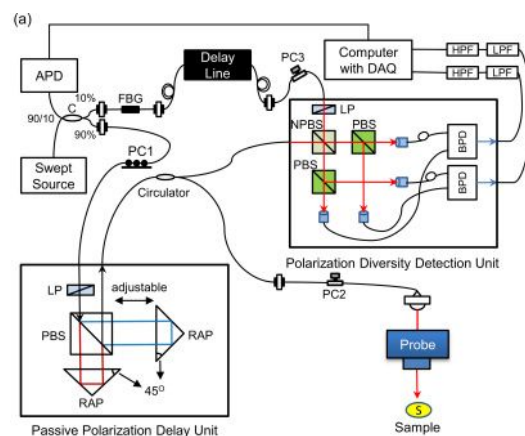 (a)
APD
90/10
C
10%
90%
FBG
Delay
Line
PC3
Computer
with DAQ
HPF
LPF
HPF
LPF
Swept
Source
PC1
Circulator
LP
NPBS
PBS
PBS
BPD
BPD
Polarization Diversity Detection Unit
LP
adjustable
PBS
RAP
RAP
45O
Passive Polarization Delay Unit
PC2
Probe
S
Sample